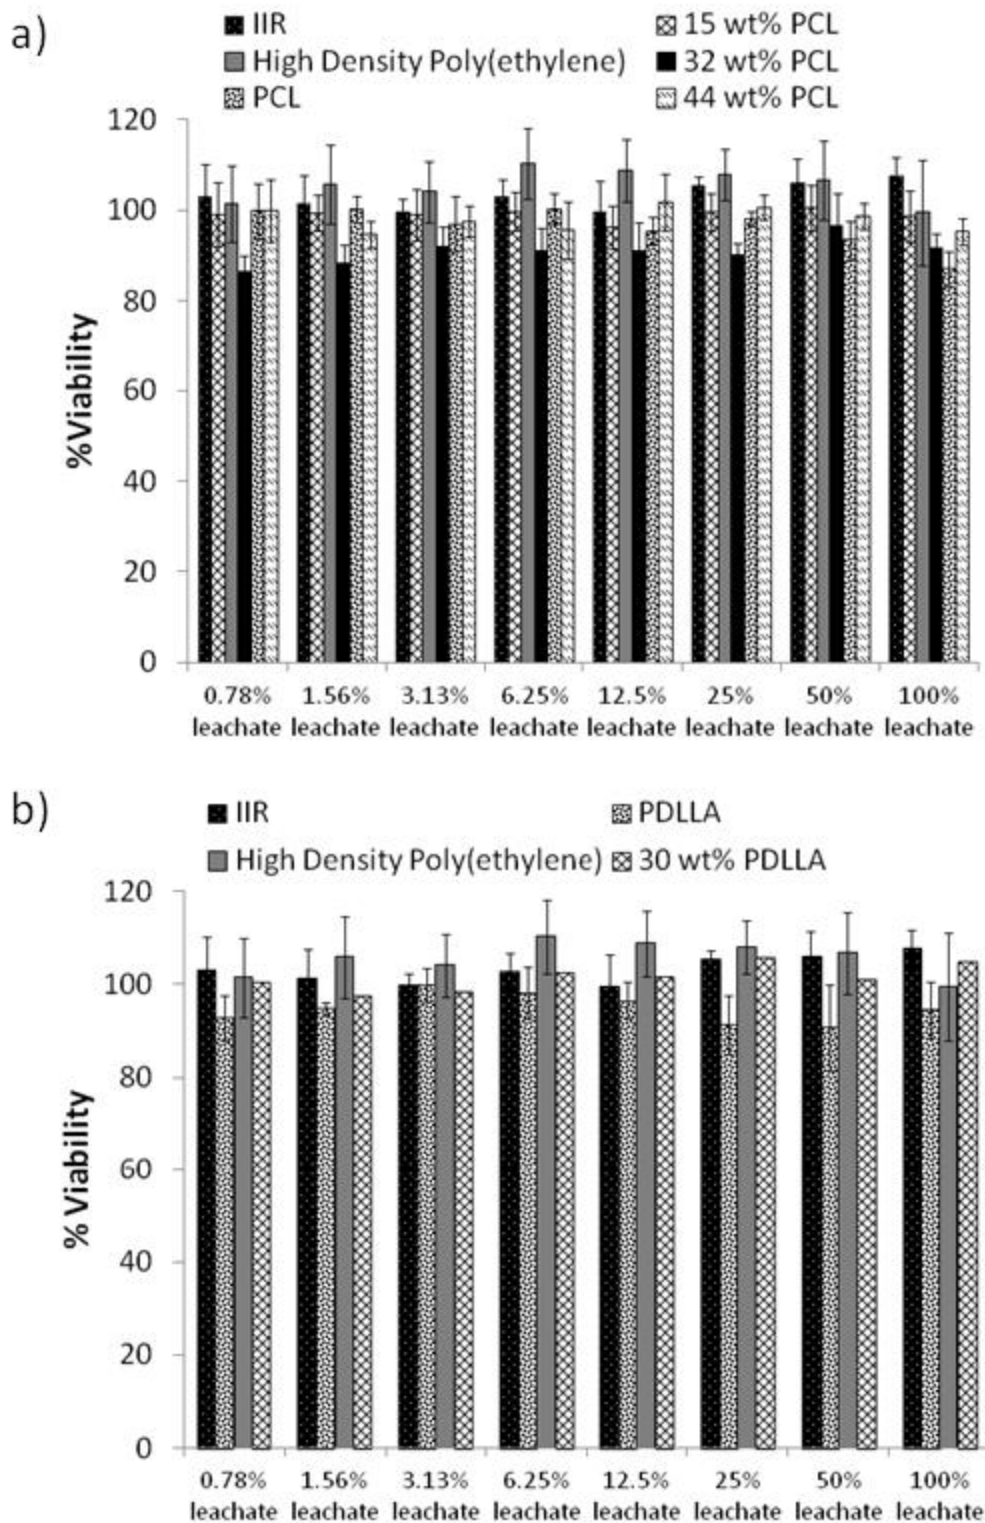 a)
IIR
15 wt% PCL
High Density Poly(ethylene)
32 wt% PCL
PCL
44 wt% PCL
120
100
80
60
40
20
0
%Viability
0.78% 1.56% 3.13% 6.25% 12.5% 25% 50% 100%
leachate leachate leachate leachate leachate leachate leachate leachate
b)
IIR
PDLLA
High Density Poly(ethylene)
30 wt% PDLLA
120
100
80
60
40
20
0
% Viability
0.78% 1.56% 3.13% 6.25% 12.5% 25% 50% 100%
leachate leachate leachate leachate leachate leachate leachate leachate